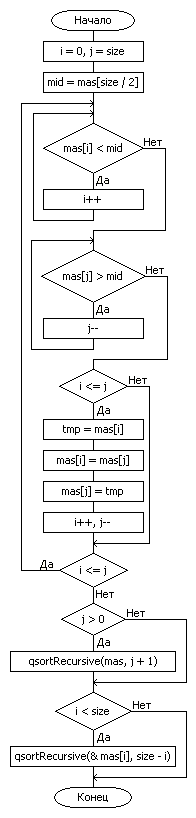 Начало
i = 0, j = size
mid = mas[size / 2]
mas[i] < mid
Нет
Да
i++
mas[j] > mid
Нет
Да
j--
i <= j
Нет
Да
tmp = mas[i]
mas[i] = mas[j]
mas[j] = tmp
i++, j--
i <= j
Да
Нет
j > 0
Нет
Да
qsortRecursive(mas, j + 1)
i < size
Нет
Да
qsortRecursive(& mas[i], size - i)
Конец